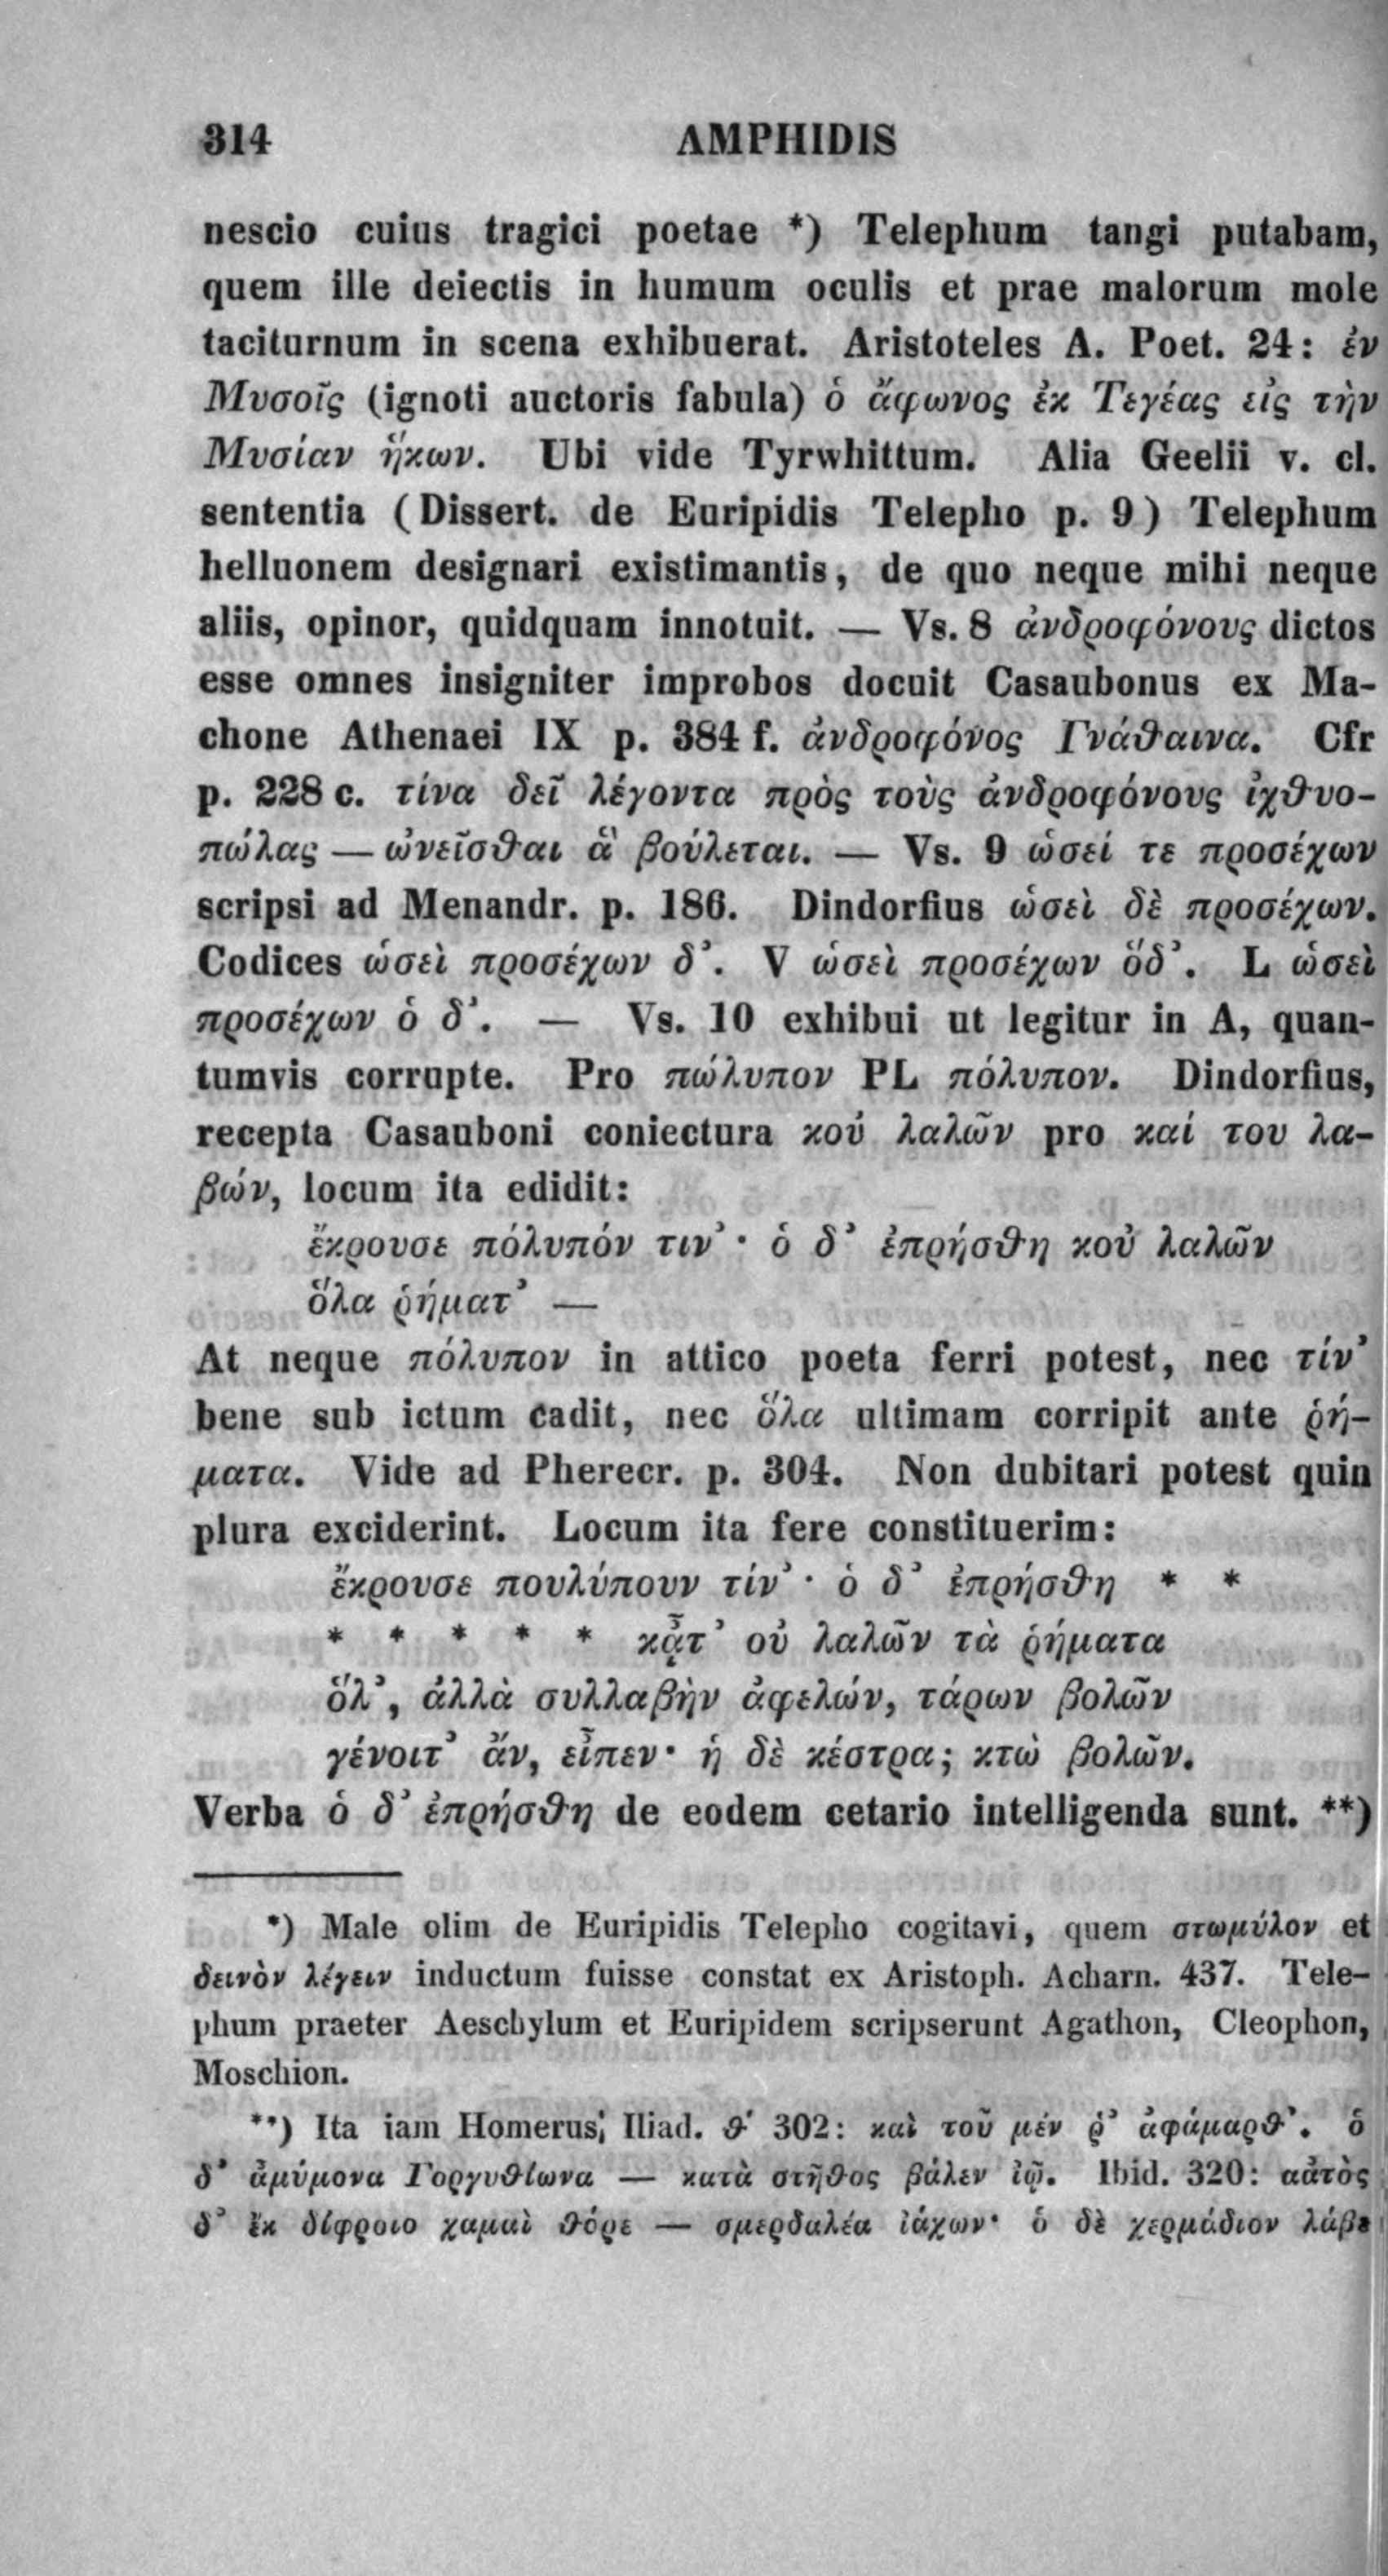 314 AMPHIDIS
nescio cuius tragici poetae *) Telephum tangi putabam,
quem ille deiectis in humum oculis et prae malorum mole
taciturnum in scena exhibuerat. Aristoteles A. Poet. 24: ἐν
Μυσοῖς (ignoti auctoris fabula) ὁ ἄφωνος ἐκ Τεγέας εἰς τὴν
Μυσίαν ἥκων. Ubi vide Tyrwhittum. Alia Geelii v. cl.
sententia (Dissert. de Euripidis Telepho p. 9) Telephum
helluonem designari existimantis, de quo neque mihi neque
aliis, opinor, quidquam innotuit. — Vs. 8 ἀνδροφόνους dictos
esse omnes insigniter improbos docuit Casaubonus ex Ma-
chone Athenaei IX p. 384 f. ἀνδροφόνος Γνάθαινα. Cfr
p. 228 c. τίνα δεῖ λέγοντα πρὸς τοὺς ἀνδροφόνους ἰχθυο-
πώλας — ὠνεῖσθαι ἃ βούλεται. — Vs. 9 ὡσεί τε προσέχων
scripsi ad Menandr. p. 186. Dindorfius ὡσεὶ δὲ προσέχων.
Codices ὡσεὶ προσέχων δ᾽. V ὡσεὶ προσέχων ὅδ᾽. L ὡσεὶ
προσέχων ὁ δ᾽. — Vs. 10 exhibui ut legitur in A, quan-
tumvis corrupte. Pro πώλυπον PL πόλυπον. Dindorfius,
recepta Casauboni coniectura κοὐ λαλῶν pro καί του λα-
βών, locum ita edidit:
ἔκρουσε πόλυπόν τιν᾽· ὁ δ᾽ ἐπρήσθη κοὐ λαλῶν
ὅλα ῥήματ᾽ —
At neque πόλυπον in attico poeta ferri potest, nec τίν᾽
bene sub ictum cadit, nec ὅλα ultimam corripit ante ῥή-
ματα. Vide ad Pherecr. p. 304. Non dubitari potest quin
plura exciderint. Locum ita fere constituerim:
ἔκρουσε πουλύπουν τίν᾽· ὁ δ᾽ ἐπρήσθη * *
* * * * * κᾆτ᾽ οὐ λαλῶν τὰ ῥήματα
ὅλ᾽, ἀλλὰ συλλαβὴν ἀφελών, τάρων βολῶν
γένοιτ᾽ ἄν, εἶπεν· ἡ δὲ κέστρα; κτὼ βολῶν.
Verba ὁ δ᾽ ἐπρήσθη de eodem cetario intelligenda sunt. **)
*) Male olim de Euripidis Telepho cogitavi, quem στωμύλον et
δεινὸν λέγειν inductum fuisse constat ex Aristoph. Acharn. 437. Tele-
phum praeter Aeschylum et Euripidem scripserunt Agathon, Cleophon,
Moschion.
**) Ita iam Homerus, Iliad. θ᾽ 302: καὶ τοῦ μέν ῥ᾽ ἀφάμαρθ᾽. ὁ
δ᾽ ἀμύμονα Γοργυθίωνα — κατὰ στῆθος βάλεν ἰῷ. Ibid. 320: αὐτὸς
δ᾽ ἐκ δίφροιο χαμαὶ θόρε — σμερδαλέα ἰάχων· ὁ δὲ χερμάδιον λάβε